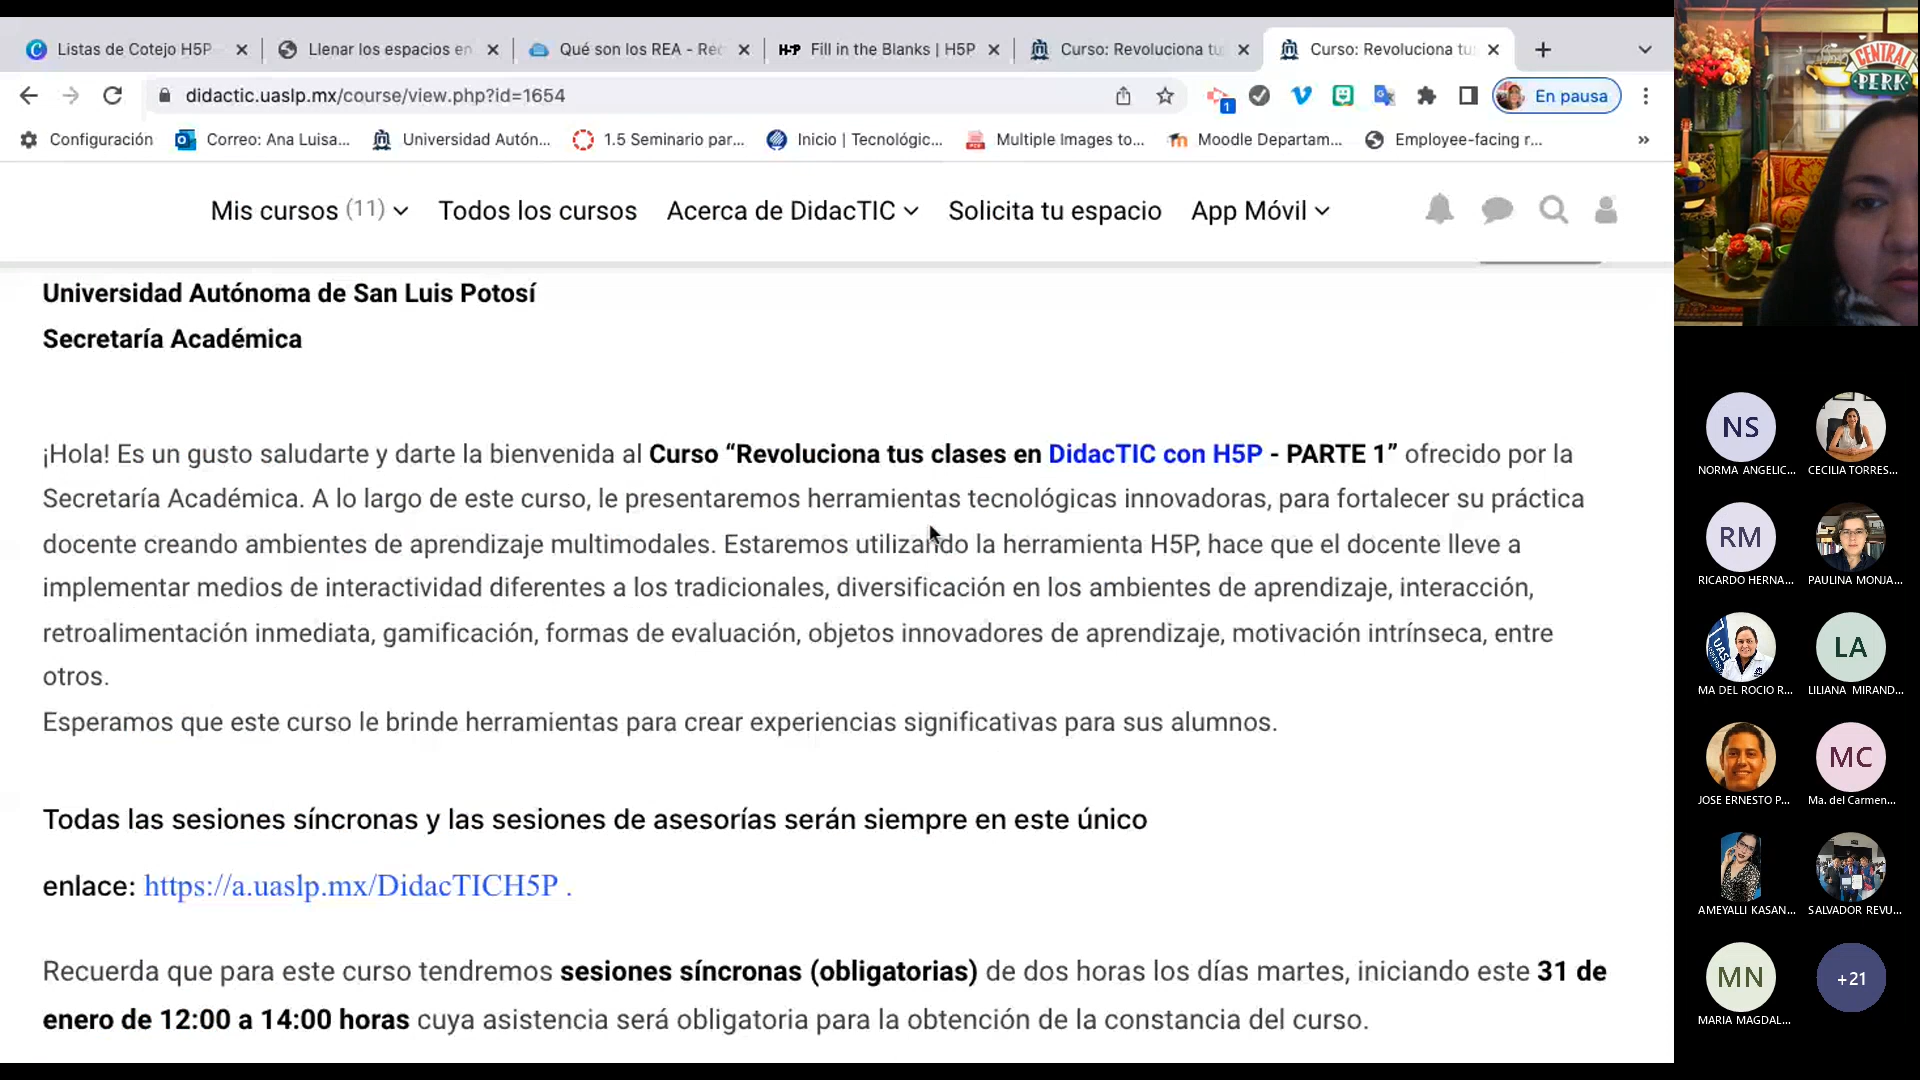 Listas de Cotejo H5P
Llenar los espacios en
Qué son los REA - Rec
H-P Fill in the Blanks | H5P
Curso: Revoluciona tu
Curso: Revoluciona tu
didactic.uaslp.mx/course/view.php?id=1654
1
En pausa
Configuración
Correo: Ana Luisa...
Universidad Autón...
1.5 Seminario par...
Inicio | Tecnológic...
Multiple Images to...
Moodle Departam...
Employee-facing r...
»
Mis cursos (11)
Todos los cursos
Acerca de DidacTIC
Solicita tu espacio
App Móvil
Universidad Autónoma de San Luis Potosí
Secretaría Académica
¡Hola! Es un gusto saludarte y darte la bienvenida al Curso “Revoluciona tus clases en DidacTIC con H5P - PARTE 1” ofrecido por la
Secretaría Académica. A lo largo de este curso, le presentaremos herramientas tecnológicas innovadoras, para fortalecer su práctica
docente creando ambientes de aprendizaje multimodales. Estaremos utilizando la herramienta H5P, hace que el docente lleve a
implementar medios de interactividad diferentes a los tradicionales, diversificación en los ambientes de aprendizaje, interacción,
retroalimentación inmediata, gamificación, formas de evaluación, objetos innovadores de aprendizaje, motivación intrínseca, entre
otros.
Esperamos que este curso le brinde herramientas para crear experiencias significativas para sus alumnos.
Todas las sesiones síncronas y las sesiones de asesorías serán siempre en este único
enlace: https://a.uaslp.mx/DidacTICH5P .
Recuerda que para este curso tendremos sesiones síncronas (obligatorias) de dos horas los días martes, iniciando este 31 de
enero de 12:00 a 14:00 horas cuya asistencia será obligatoria para la obtención de la constancia del curso.
CENTRAL
PERK
NS
NORMA ANGELIC...
CECILIA TORRES...
RM
RICARDO HERNA...
PAULINA MONJA...
MA DEL ROCIO R...
LA
LILIANA MIRAND...
JOSE ERNESTO P...
MC
Ma. del Carmen...
AMEYALLI KASAN...
SALVADOR REVU...
MN
MARIA MAGDAL...
+21